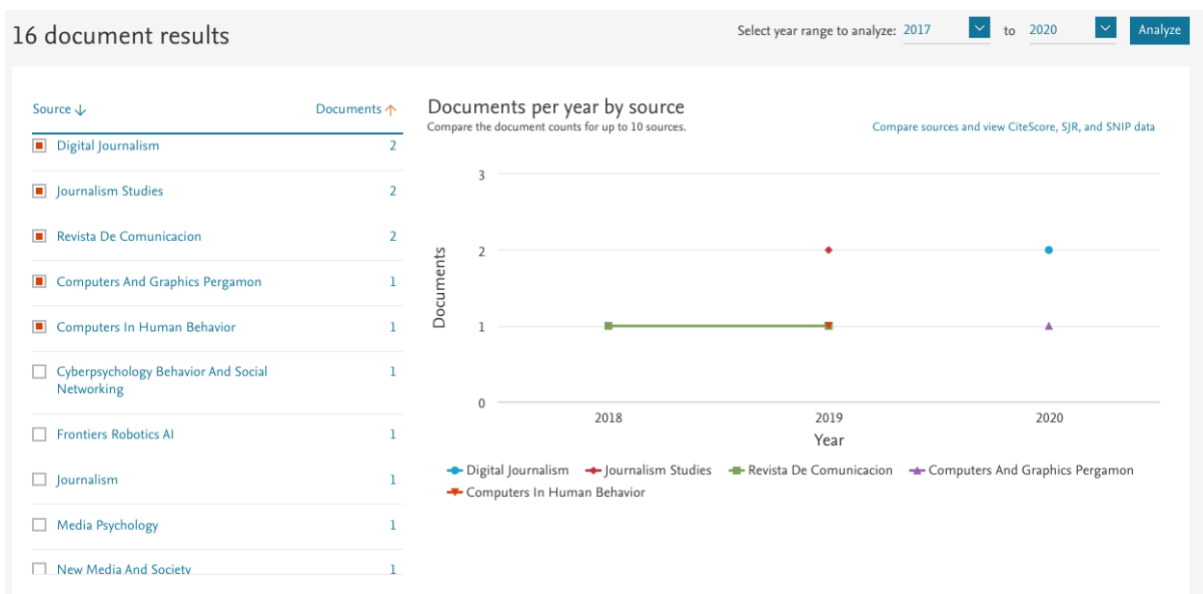 16 document results
Select year range to analyze: 2017 to 2020 Analyze
Source ↓ Documents ↑
Digital Journalism 2
Journalism Studies 2
Revista De Comunicacion 2
Computers And Graphics Pergamon 1
Computers In Human Behavior 1
Cyberpsychology Behavior And Social
Networking 1
Frontiers Robotics AI 1
Journalism 1
Media Psychology 1
New Media And Society 1
Documents per year by source
Compare the document counts for up to 10 sources.
Compare sources and view CiteScore, SJR, and SNIP data
3
2
1
0
Documents
2018 2019 2020
Year
Digital Journalism Journalism Studies Revista De Comunicacion Computers And Graphics Pergamon
Computers In Human Behavior